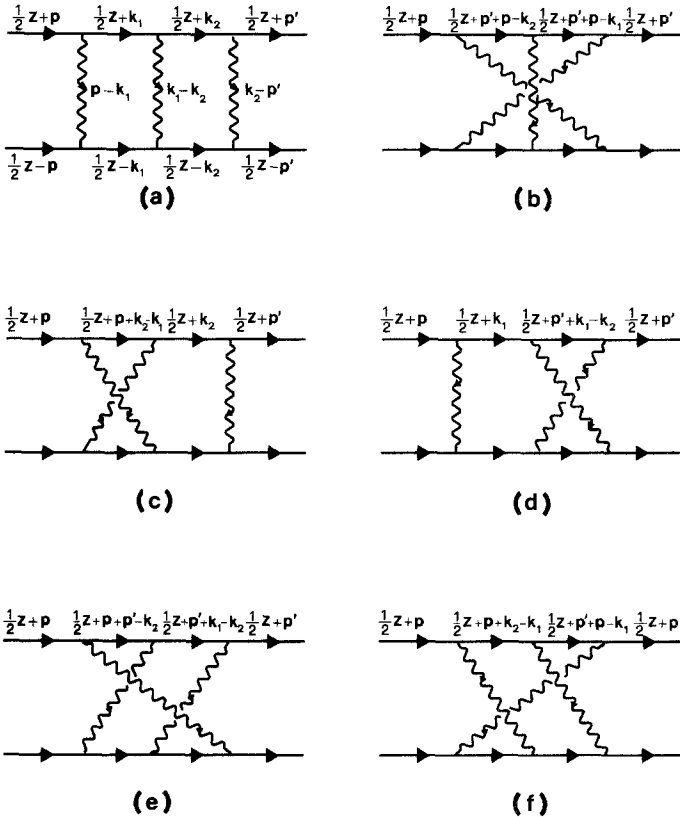 ½z+p ½z+k₁ ½z+k₂ ½z+p'
p−k₁ k₁−k₂ k₂−p'
½z−p ½z−k₁ ½z−k₂ ½z−p'
(a)
½z+p ½z+p'+p−k₂ ½z+p'+p−k₁ ½z+p'
(b)
½z+p ½z+p+k₂−k₁ ½z+k₂ ½z+p'
(c)
½z+p ½z+k₁ ½z+p'+k₁−k₂ ½z+p'
(d)
½z+p ½z+p+p'−k₂ ½z+p'+k₁−k₂ ½z+p'
(e)
½z+p ½z+p+k₂−k₁ ½z+p'+p−k₁ ½z+p
(f)